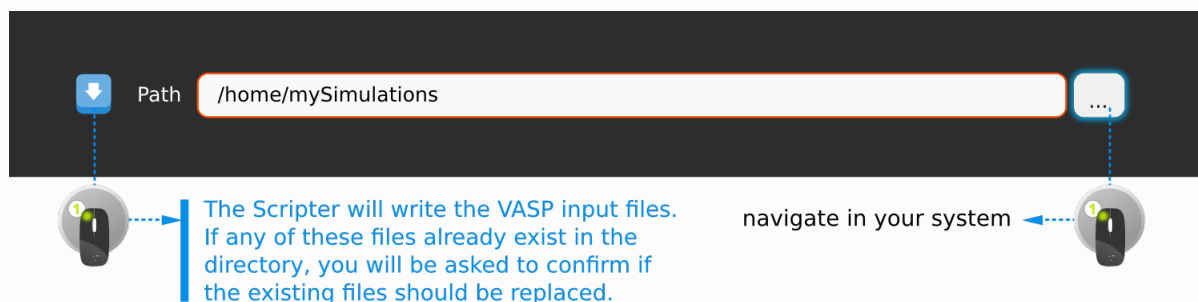 Path
/home/mySimulations
...
1
The Scripter will write the VASP input files.
If any of these files already exist in the
directory, you will be asked to confirm if
the existing files should be replaced.
navigate in your system
1